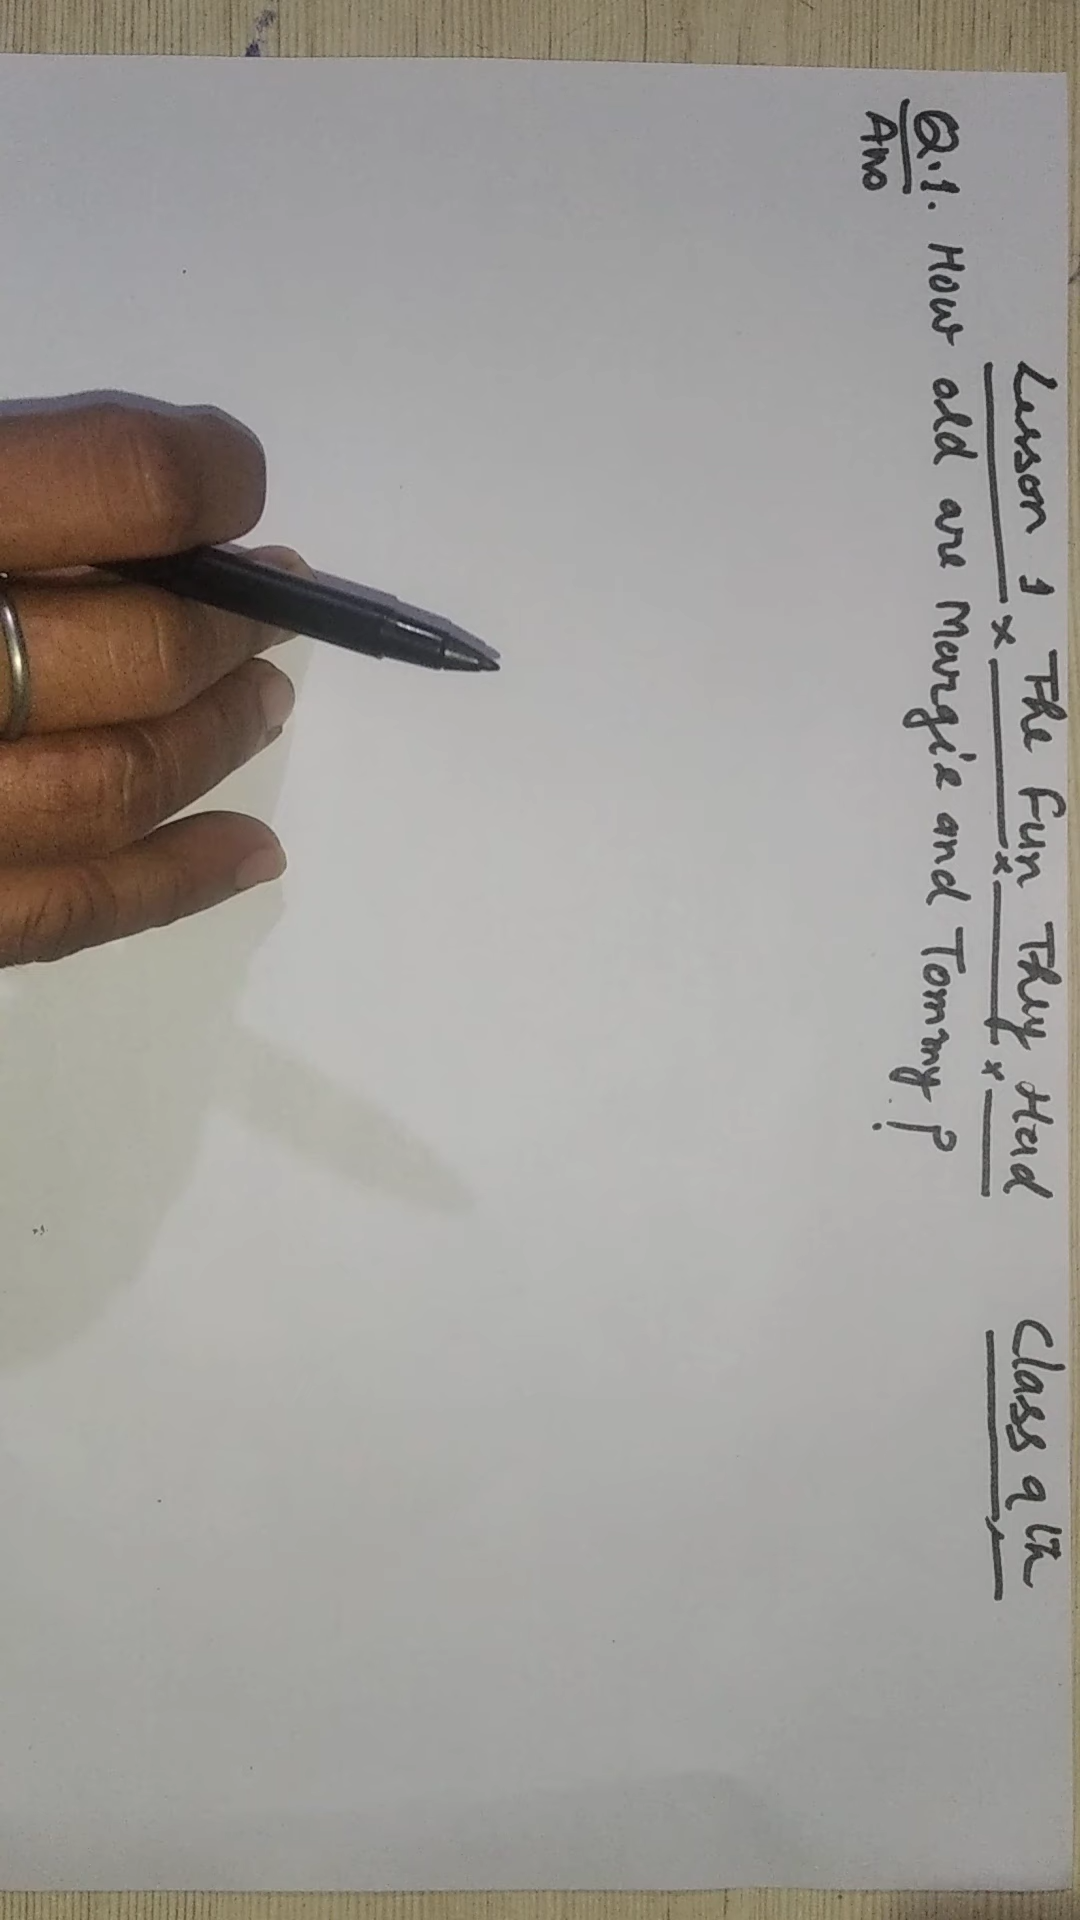 Lesson 1 The Fun They Had Class 9th
Q.1. How old are Margie and Tommy?
Ans